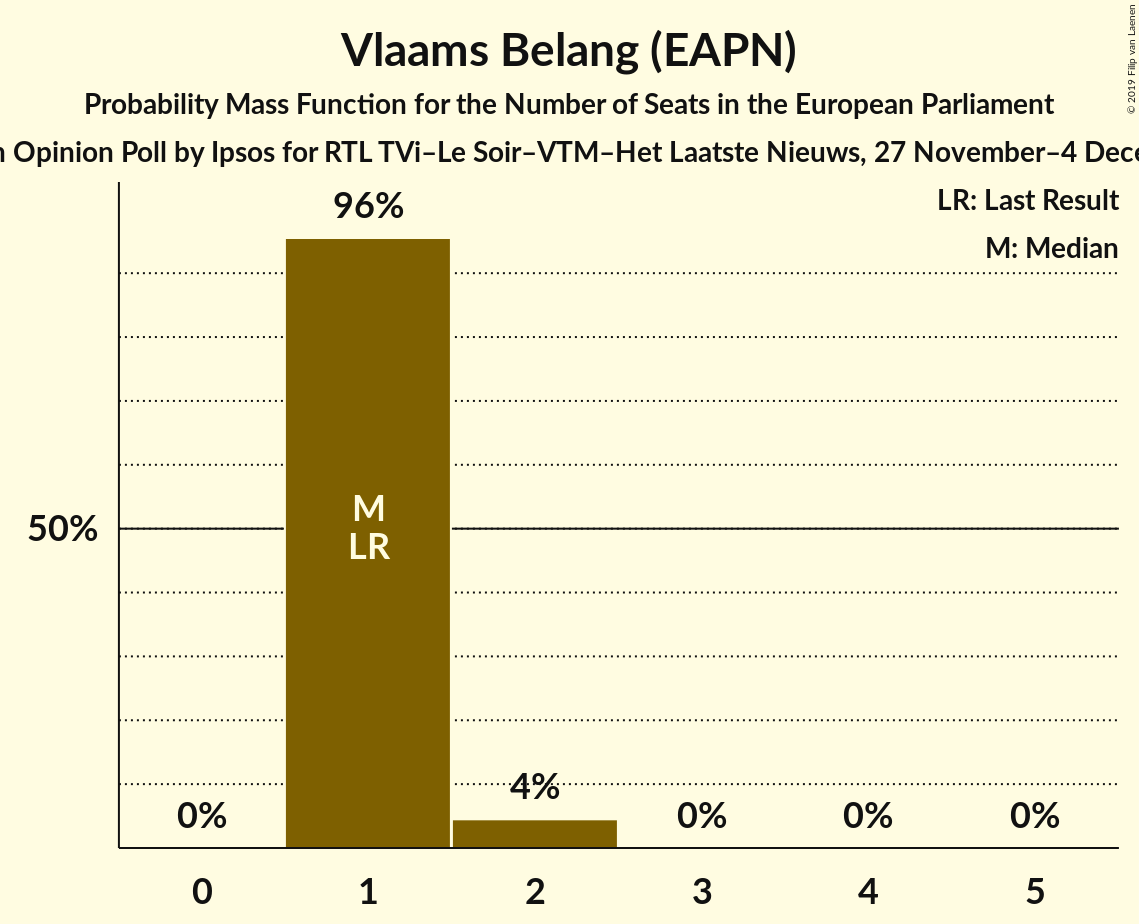 Vlaams Belang (EAPN)
Probability Mass Function for the Number of Seats in the European Parliament
Opinion Poll by Ipsos for RTL TVi–Le Soir–VTM–Het Laatste Nieuws, 27 November–4
© 2019 Filip van Laenen
LR: Last Result
M: Median
96%
50%
M
LR
0%
4%
0%
0%
0%
0
1
2
3
4
5